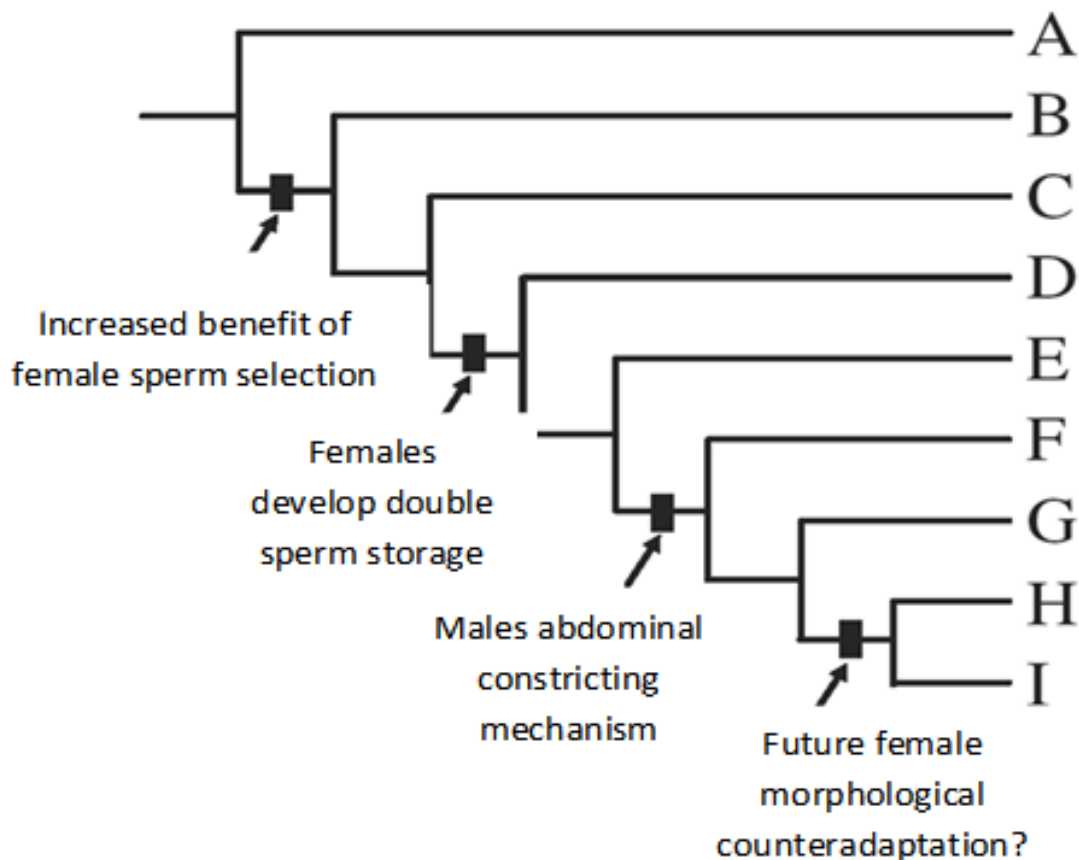 A
B
C
D
Increased benefit of
female sperm selection
E
Females
develop double
sperm storage
F
G
H
Males abdominal
constricting
mechanism
I
Future female
morphological
counteradaptation?